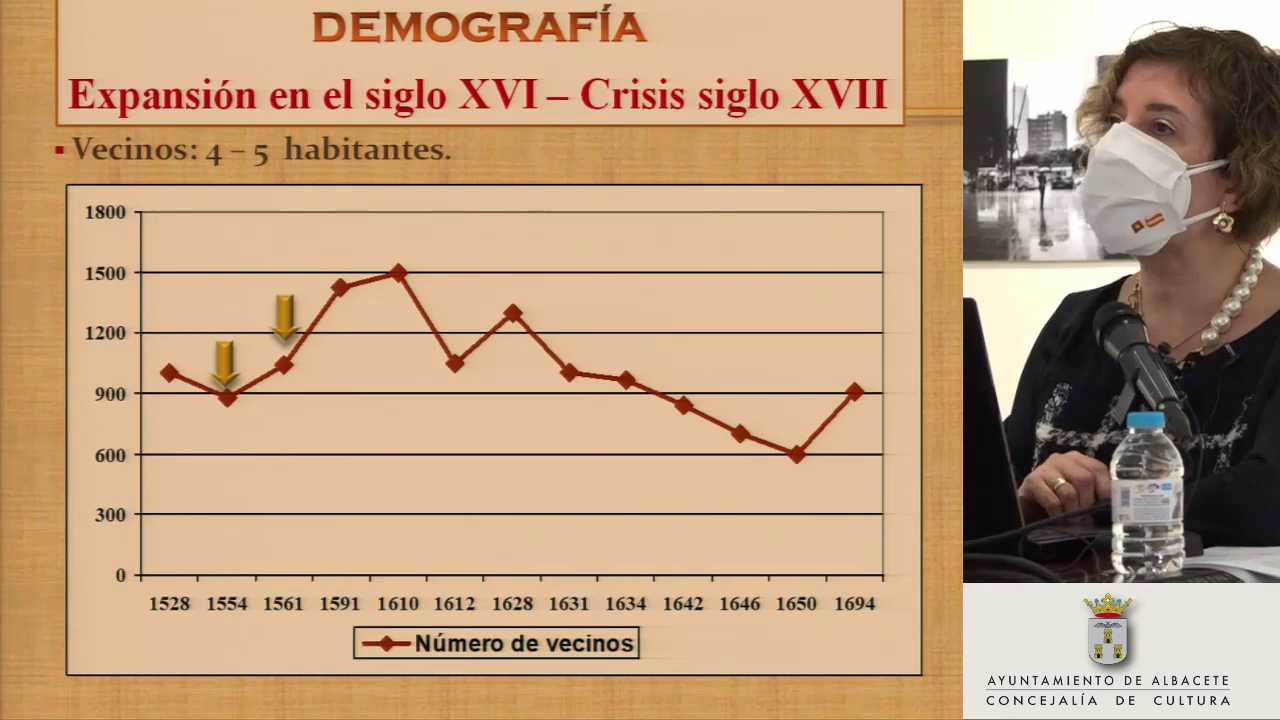 DEMOGRAFÍA
Expansión en el siglo XVI – Crisis siglo XVII
Vecinos: 4 – 5 habitantes.
1800
1500
1200
900
600
300
0
1528 1554 1561 1591 1610 1612 1628 1631 1634 1642 1646 1650 1694
Número de vecinos
AYUNTAMIENTO DE ALBACETE
CONCEJALÍA DE CULTURA